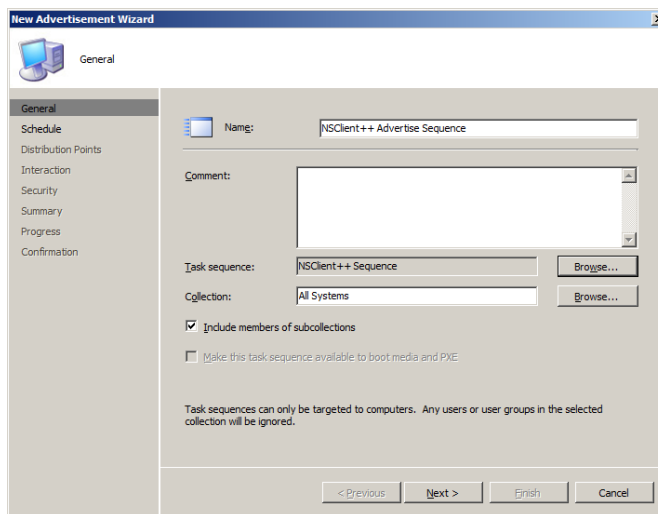 New Advertisement Wizard
General
General
Schedule
Distribution Points
Interaction
Security
Summary
Progress
Confirmation
Name:
NSClient++ Advertise Sequence
Comment:
Task sequence:
NSClient++ Sequence
Browse...
Collection:
All Systems
Browse...
Include members of subcollections
Make this task sequence available to boot media and PXE
Task sequences can only be targeted to computers. Any users or user groups in the selected
collection will be ignored.
< Previous
Next >
Finish
Cancel